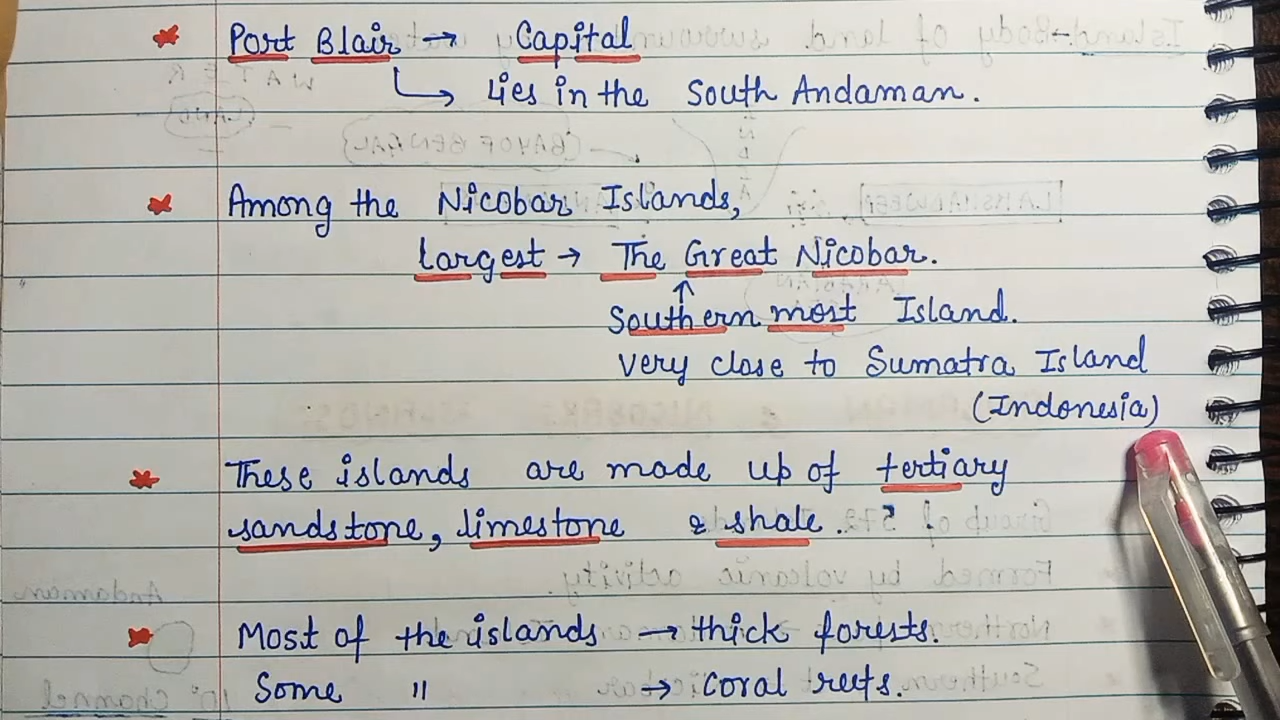 Port Blair → Capital
↳ Lies in the South Andaman.
Among the Nicobar Islands,
largest → The Great Nicobar.
↑
Southern most Island.
very close to Sumatra Island
(Indonesia)
These islands are made up of tertiary
sandstone, limestone & shale.
Most of the islands → thick forests.
Some " → coral reefs.